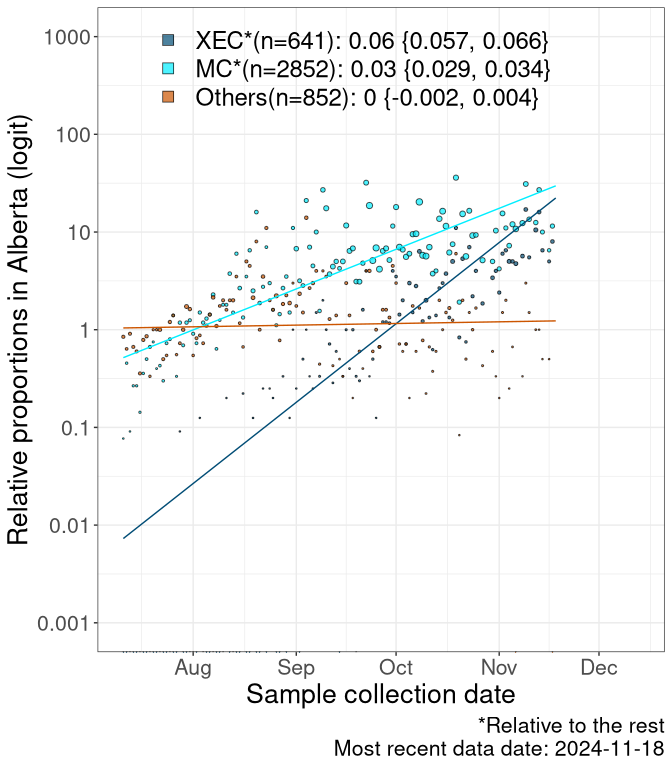 XEC*(n=641): 0.06 {0.057, 0.066}
MC*(n=2852): 0.03 {0.029, 0.034}
Others(n=852): 0 {-0.002, 0.004}
Relative proportions in Alberta (logit)
1000
100
10
1
0.1
0.01
0.001
Aug Sep Oct Nov Dec
Sample collection date
*Relative to the rest
Most recent data date: 2024-11-18